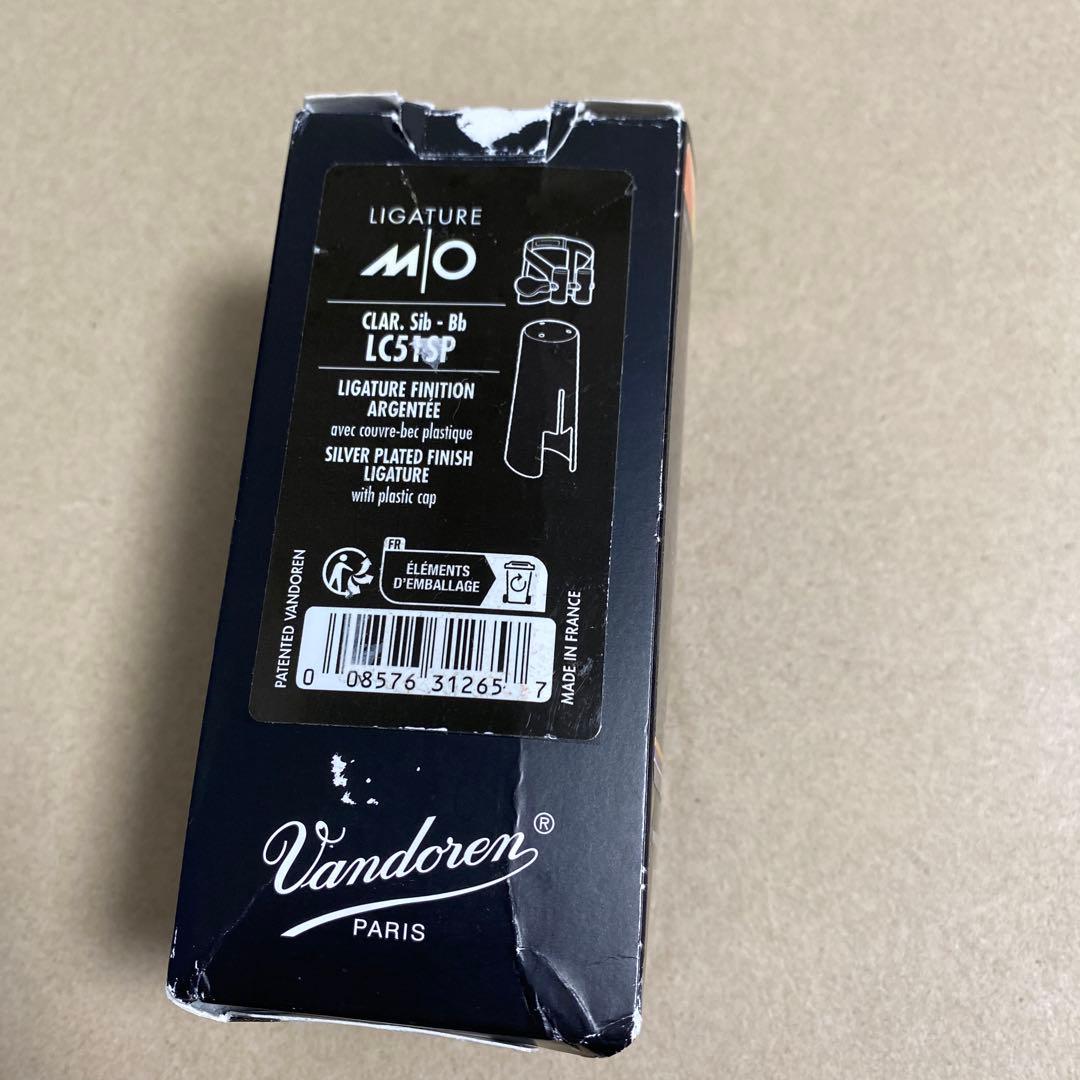 LIGATURE
M|O
CLAR. Sib - Bb
LC51SP
LIGATURE FINITION
ARGENTÉE
avec couvre-bec plastique
SILVER PLATED FINISH
LIGATURE
with plastic cap
FR
ÉLÉMENTS
D'EMBALLAGE
PATENTED VANDOREN
MADE IN FRANCE
0 08576 31265 7
Vandoren®
PARIS